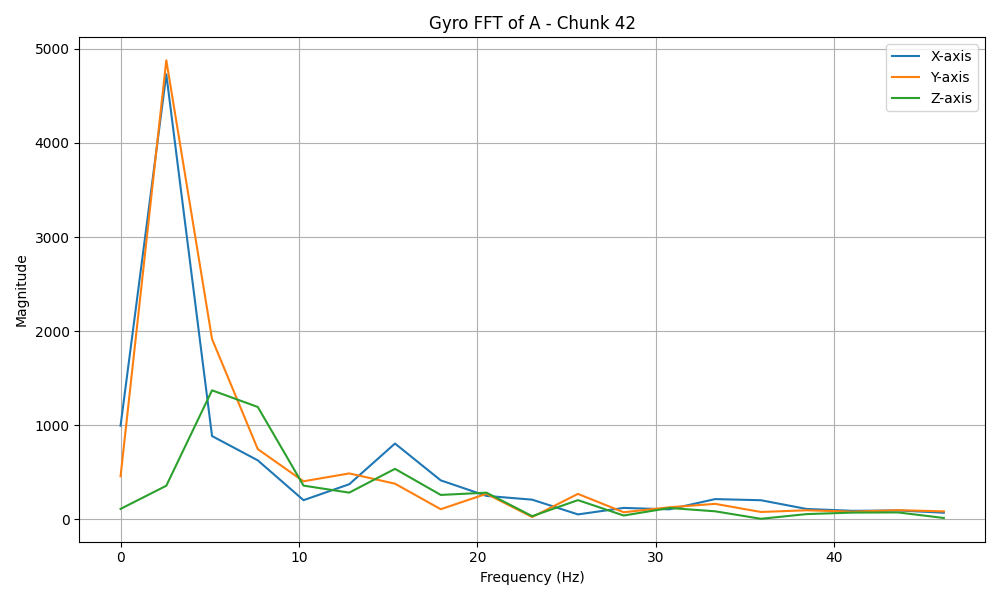 Gyro FFT of A - Chunk 42
X-axis
Y-axis
Z-axis
Magnitude
5000
4000
3000
2000
1000
0
0 10 20 30 40
Frequency (Hz)